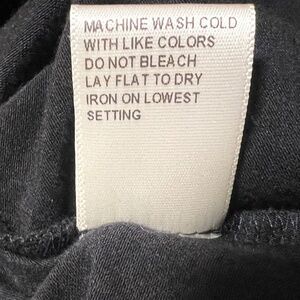 MACHINE WASH COLD
WITH LIKE COLORS
DO NOT BLEACH
LAY FLAT TO DRY
IRON ON LOWEST
SETTING